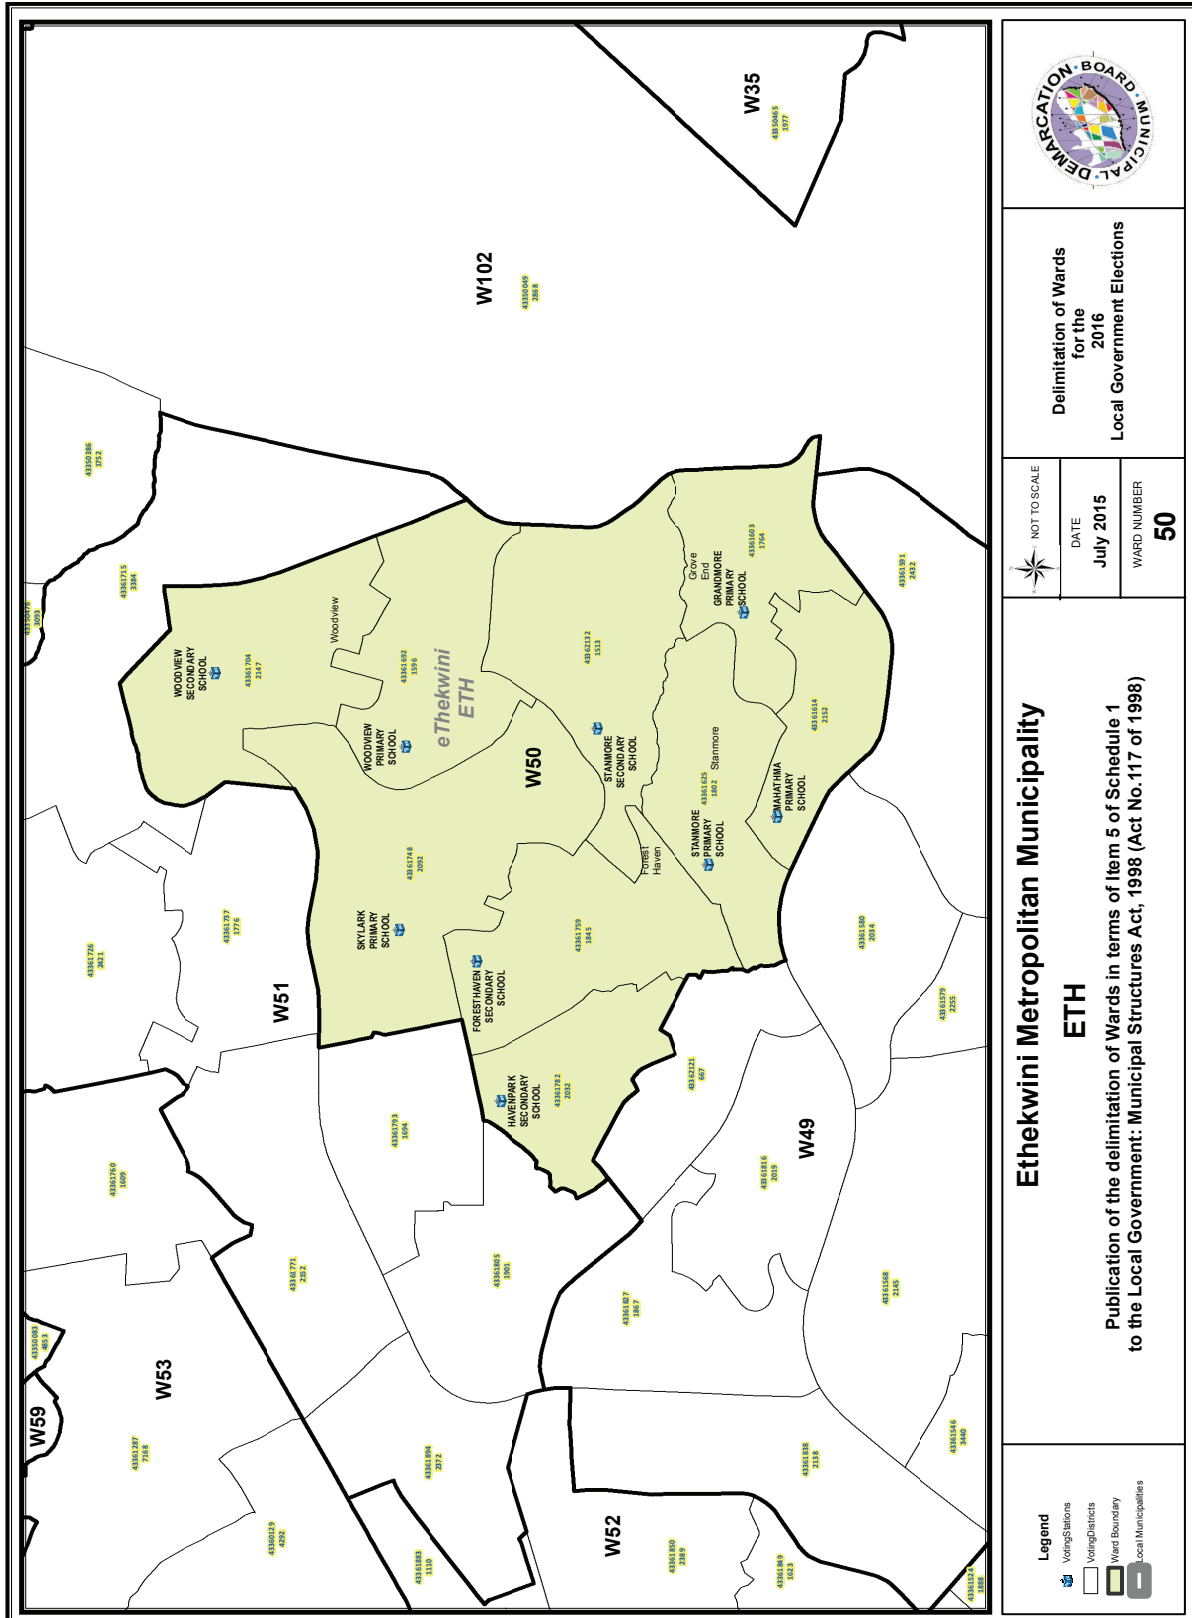 W59
W53
W52
W51
W49
W50
W102
W35
43350083
4853
43361287
7168
43360129
4292
43361883
1110
43361894
2372
43361850
2389
43361849
1623
43361524
1888
43361838
2138
43361546
3440
43361568
2145
43361827
1867
43361805
1901
43361771
2152
43361760
1609
43361793
1694
43361816
2019
43362121
667
43361579
2255
43361580
2034
43361726
2421
43361737
1776
43350476
3093
43361715
3384
43350386
1752
43350049
2868
43350465
1977
43361591
2432
WOODVIEW
SECONDARY
SCHOOL
43361704
2147
Woodview
WOODVIEW
PRIMARY
SCHOOL
43361692
1596
eThekwini
ETH
SKYLARK
PRIMARY
SCHOOL
43361748
2092
FORESTHAVEN
SECONDARY
SCHOOL
43361759
1845
HAVENPARK
SECONDARY
SCHOOL
43361782
2032
STANMORE
SECONDARY
SCHOOL
43362132
1513
Forest
Haven
STANMORE
PRIMARY
SCHOOL
43361625
1802
Stanmore
MAHATHMA
PRIMARY
SCHOOL
43361614
2152
Grove
End
GRANDMORE
PRIMARY
SCHOOL
43361603
1764
Legend
VotingStations
VotingDistricts
Ward Boundary
Local Municipalities
Ethekwini Metropolitan Municipality
ETH
Publication of the delimitation of Wards in terms of Item 5 of Schedule 1
to the Local Government: Municipal Structures Act, 1998 (Act No.117 of 1998)
NOT TO SCALE
DATE
July 2015
WARD NUMBER
50
Delimitation of Wards
for the
2016
Local Government Elections
MUNICIPAL • DEMARCATION • BOARD •